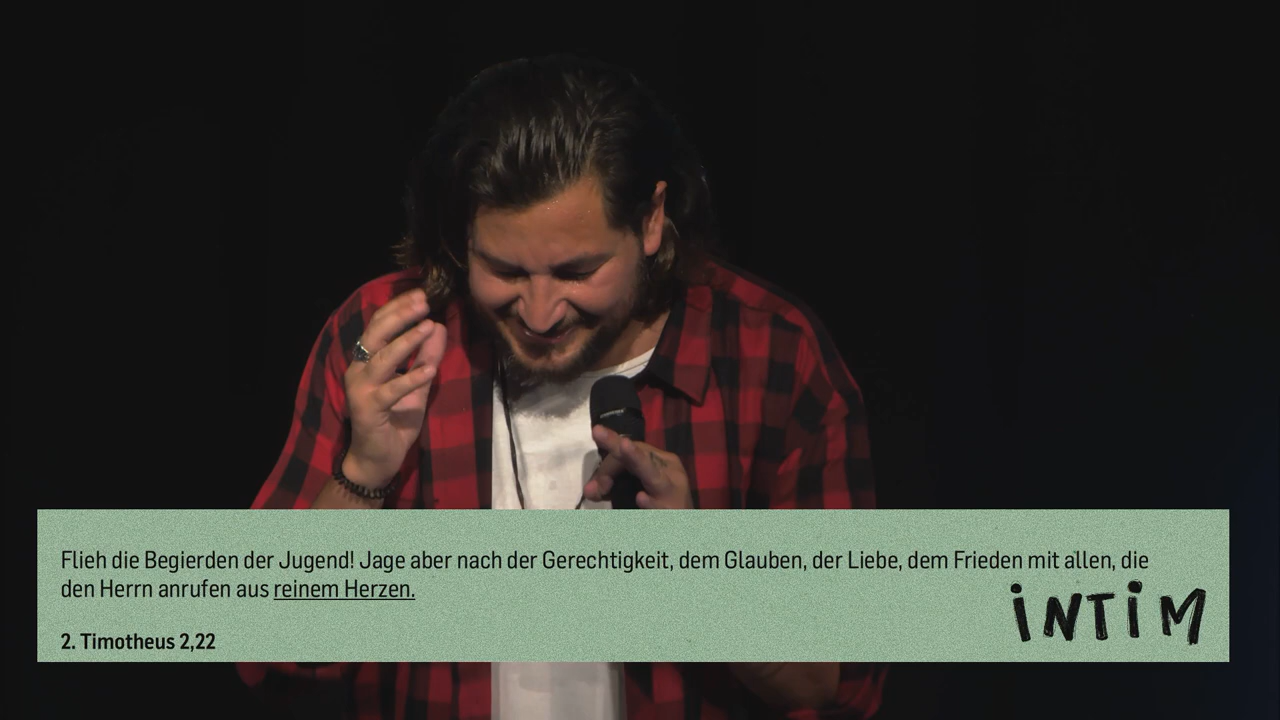 Flieh die Begierden der Jugend! Jage aber nach der Gerechtigkeit, dem Glauben, der Liebe, dem Frieden mit allen, die
den Herrn anrufen aus reinem Herzen.
2. Timotheus 2,22
iNTiM